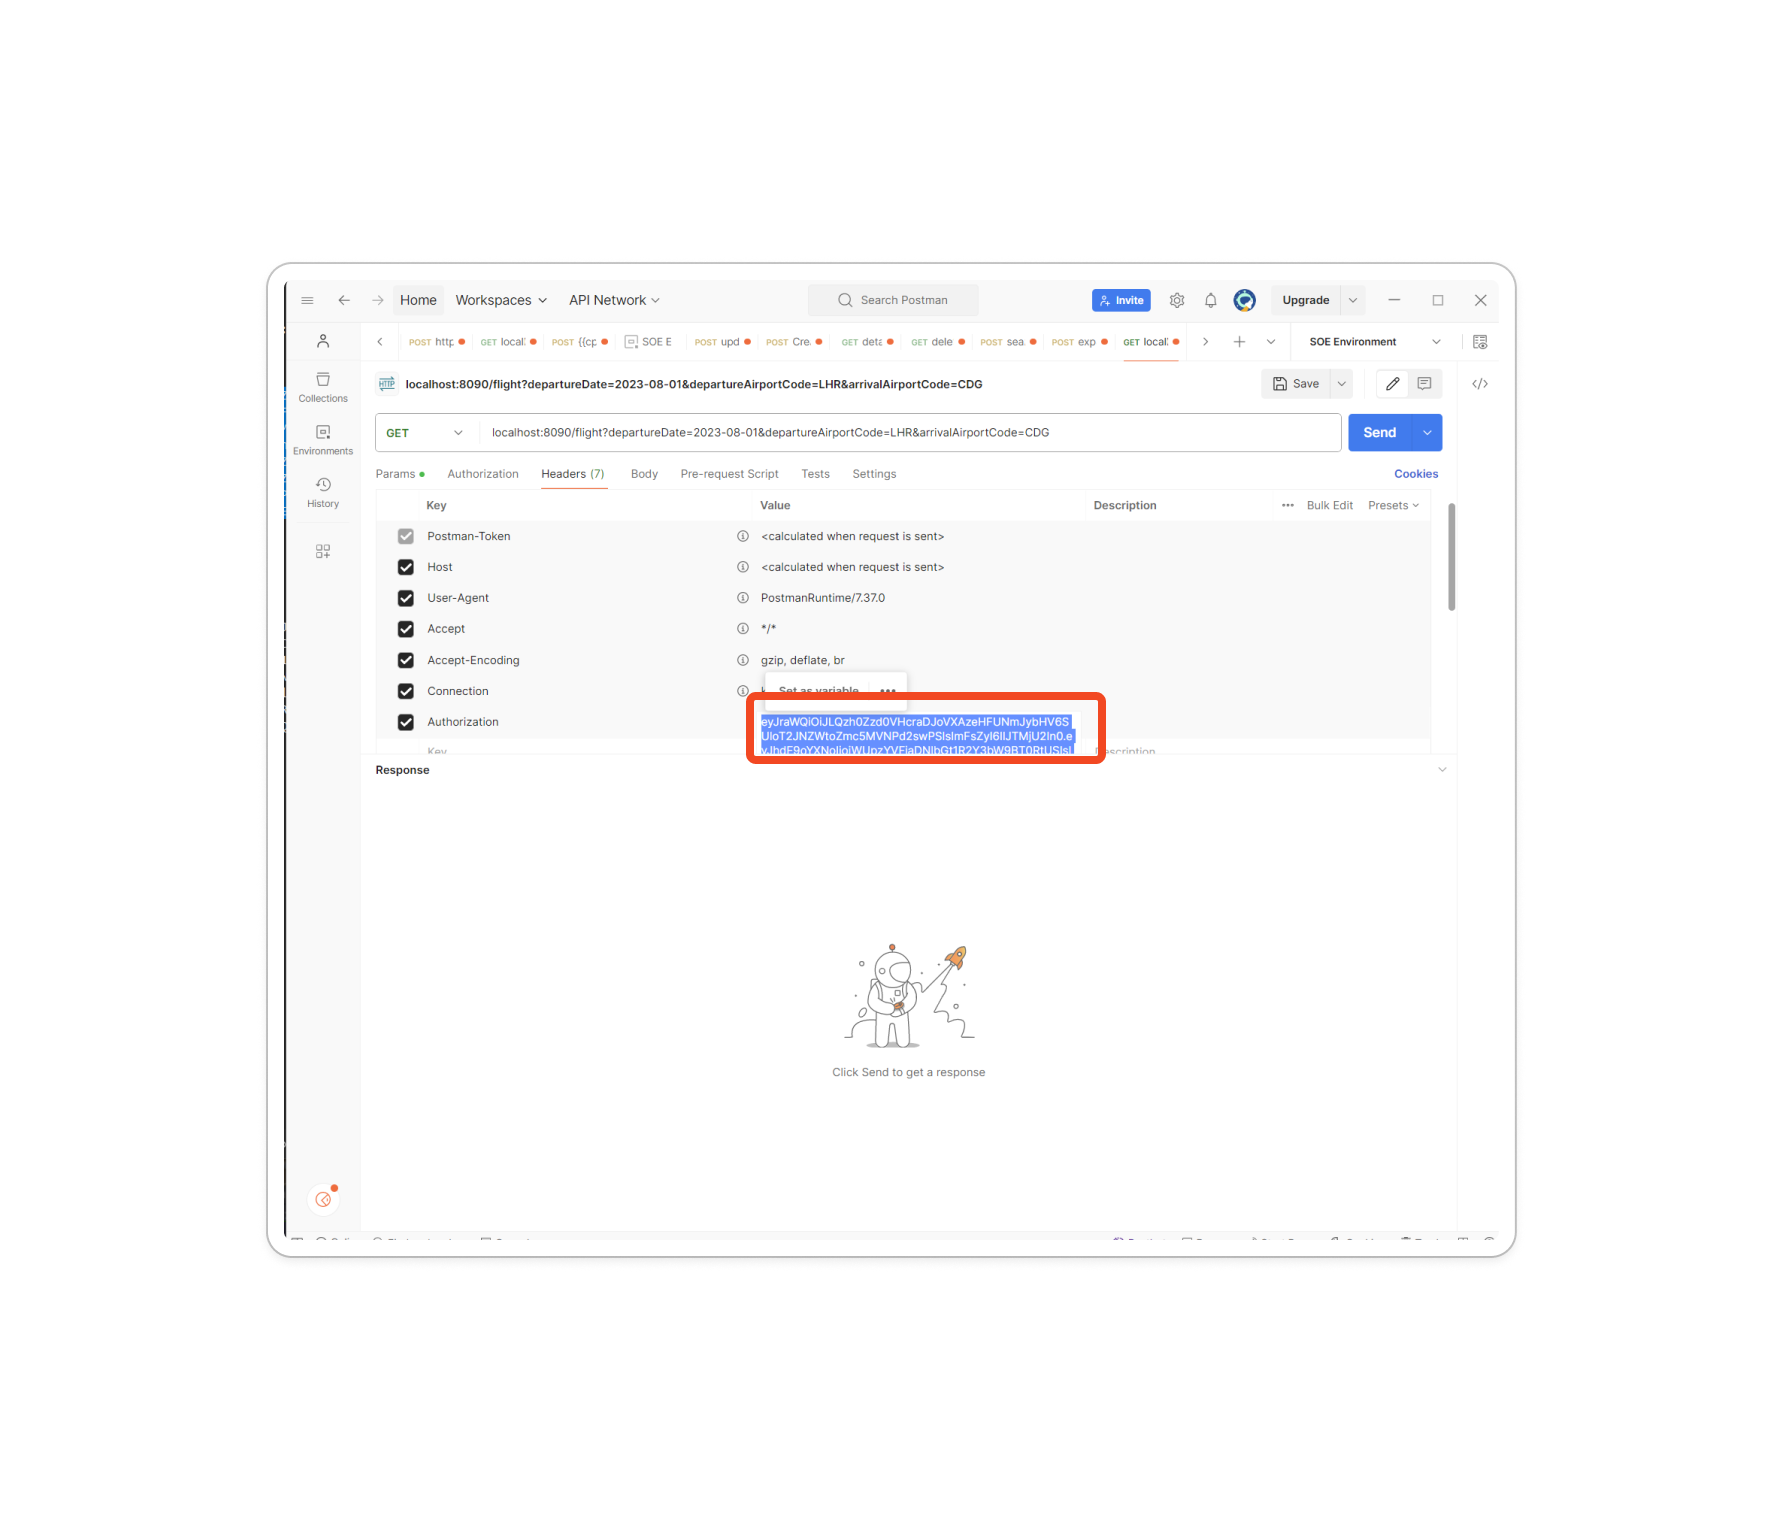 Home
Workspaces
API Network
Search Postman
Invite
Upgrade
POST http
GET local:
POST {{cp
SOE E
POST upd
POST Cre
GET deta
GET dele
POST sea
POST exp
GET local:
SOE Environment
HTTP
localhost:8090/flight?departureDate=2023-08-01&departureAirportCode=LHR&arrivalAirportCode=CDG
Save
Collections
Environments
History
GET
localhost:8090/flight?departureDate=2023-08-01&departureAirportCode=LHR&arrivalAirportCode=CDG
Send
Params
Authorization
Headers (7)
Body
Pre-request Script
Tests
Settings
Cookies
Key
Value
Description
Bulk Edit
Presets
Postman-Token
<calculated when request is sent>
Host
<calculated when request is sent>
User-Agent
PostmanRuntime/7.37.0
Accept
*/*
Accept-Encoding
gzip, deflate, br
Connection
Set as variable
Authorization
Key
Description
Response
Click Send to get a response